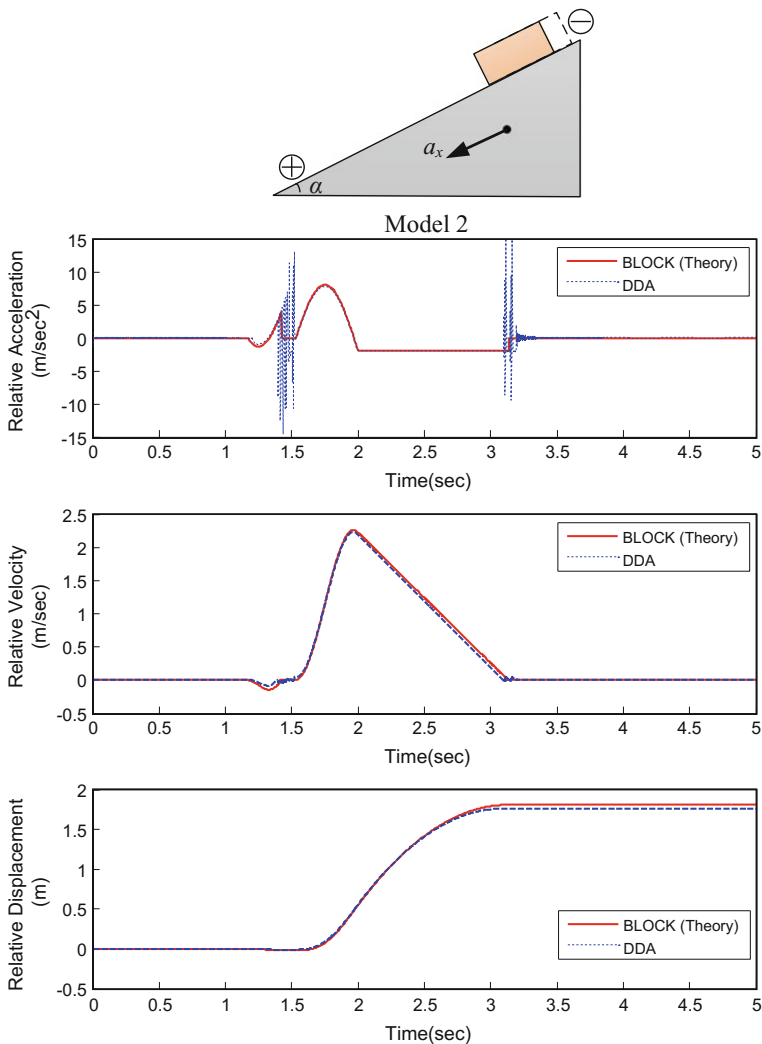 ⊖
a_x
⊕
α
Model 2
15
10
5
0
-5
-10
-15
Relative Acceleration
(m/sec²)
BLOCK (Theory)
DDA
0 0.5 1 1.5 2 2.5 3 3.5 4 4.5 5
Time(sec)
2.5
2
1.5
1
0.5
0
-0.5
Relative Velocity
(m/sec)
BLOCK (Theory)
DDA
0 0.5 1 1.5 2 2.5 3 3.5 4 4.5 5
Time(sec)
2
1.5
1
0.5
0
-0.5
Relative Displacement
(m)
BLOCK (Theory)
DDA
0 0.5 1 1.5 2 2.5 3 3.5 4 4.5 5
Time(sec)